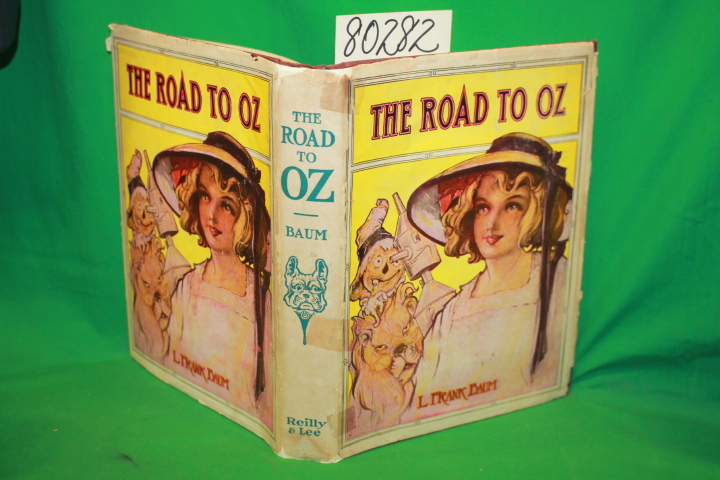 80282
THE ROAD TO OZ
L. FRANK BAUM
THE
ROAD
TO
OZ
BAUM
Reilly
& Lee
THE ROAD TO OZ
L. FRANK BAUM